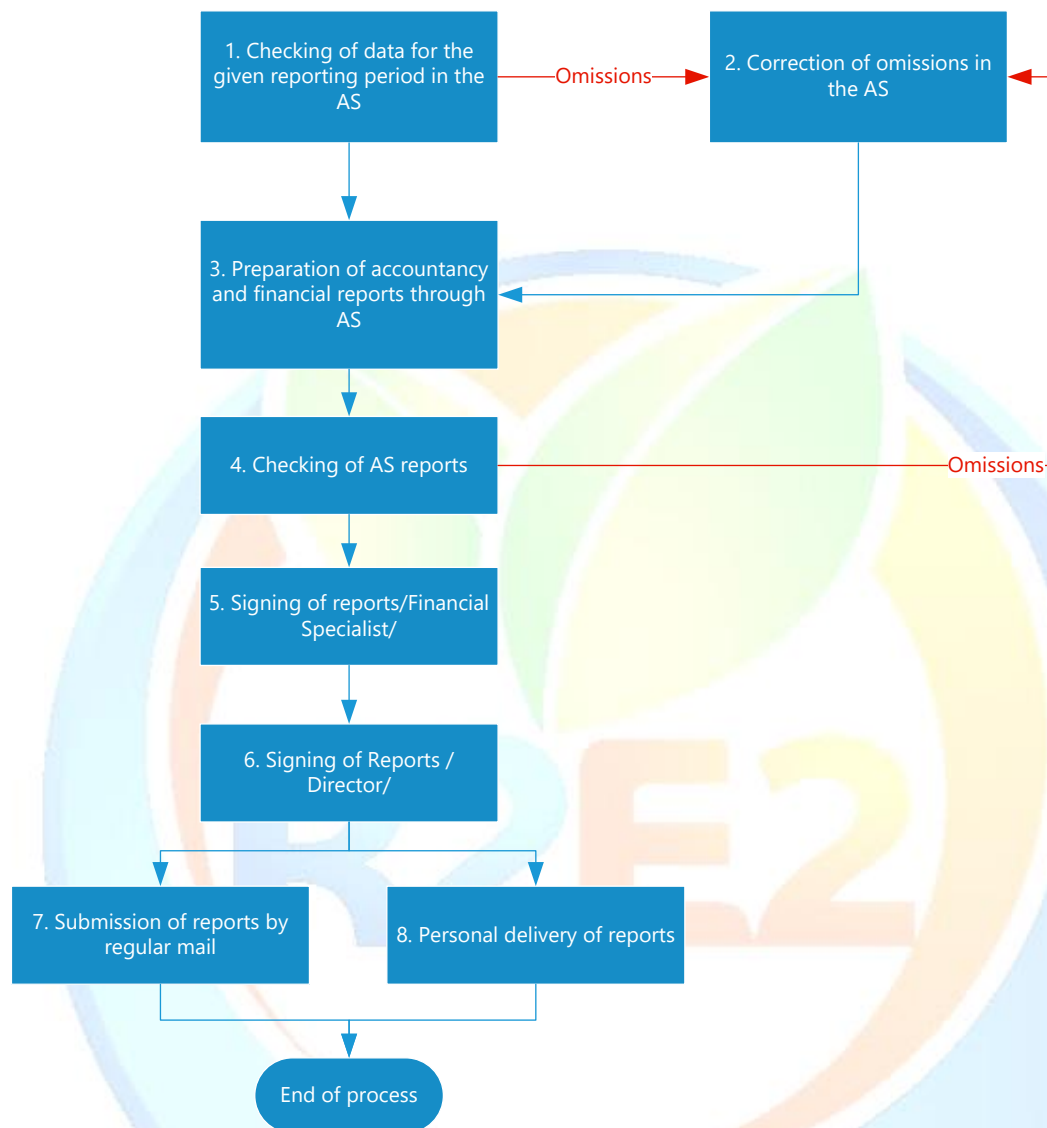 1. Checking of data for the
given reporting period in the
AS
Omissions
2. Correction of omissions in
the AS
3. Preparation of accountancy
and financial reports through
AS
4. Checking of AS reports
Omissions
5. Signing of reports/Financial
Specialist/
6. Signing of Reports /
Director/
R2E2
7. Submission of reports by
regular mail
8. Personal delivery of reports
End of process